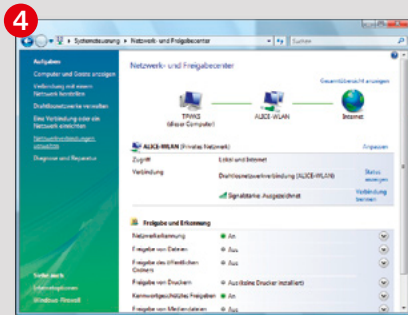 4
Systemsteuerung ▸ Netzwerk- und Freigabecenter
Suchen
Aufgaben
Computer und Geräte anzeigen
Verbindung mit einem
Netzwerk herstellen
Drahtlosnetzwerke verwalten
Eine Verbindung oder ein
Netzwerk einrichten
Netzwerkverbindungen
verwalten
Diagnose und Reparatur
Siehe auch
Internetoptionen
Windows-Firewall
Netzwerk- und Freigabecenter
Gesamtübersicht anzeigen
(dieser Computer)
ALICE-WLAN
Internet
ALICE-WLAN (Privates Netzwerk)
Anpassen
Zugriff
Lokal und Internet
Verbindung
Drahtlosnetzwerkverbindung (ALICE-WLAN)
Status
anzeigen
Signalstärke: Ausgezeichnet
Verbindung
trennen
Freigabe und Erkennung
Netzwerkerkennung
An
Freigabe von Dateien
Aus
Freigabe des öffentlichen
Ordners
Aus
Freigabe von Druckern
Aus (keine Drucker installiert)
Kennwortgeschütztes Freigeben
An
Freigabe von Mediendateien
Aus